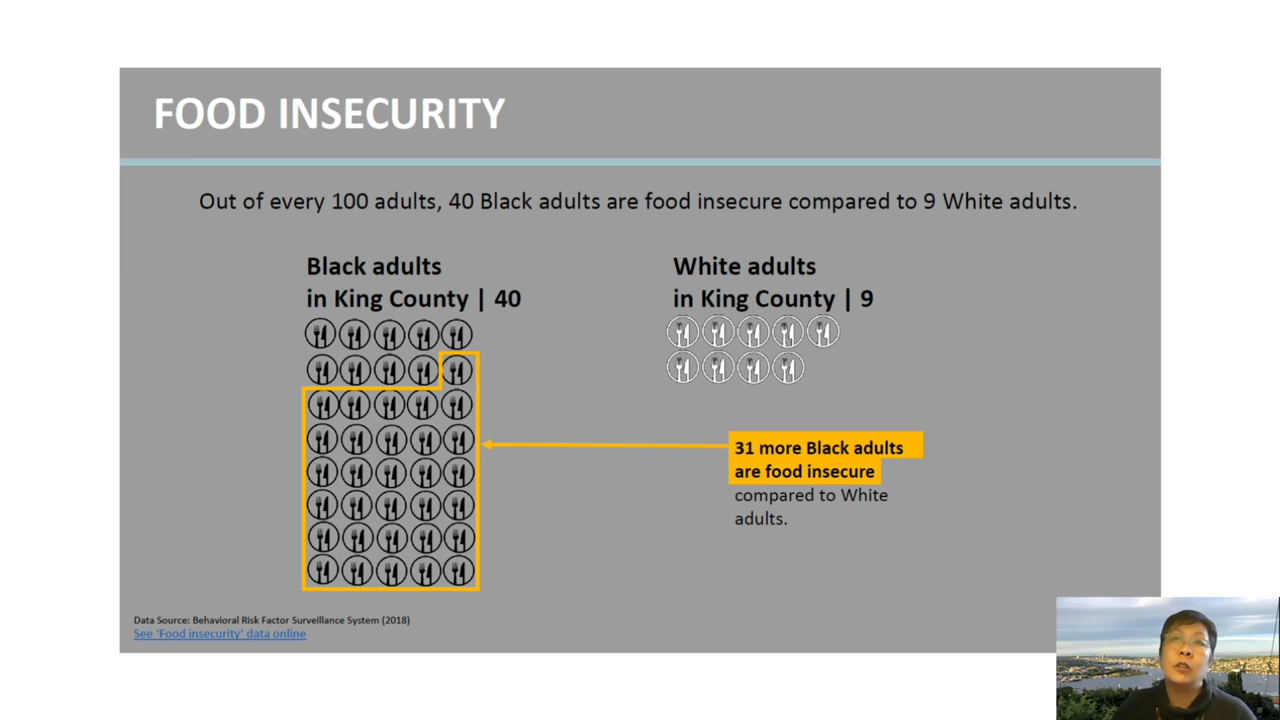 FOOD INSECURITY
Out of every 100 adults, 40 Black adults are food insecure compared to 9 White adults.
Black adults
in King County | 40
White adults
in King County | 9
31 more Black adults
are food insecure
compared to White
adults.
Data Source: Behavioral Risk Factor Surveillance System (2018)
See ‘Food insecurity’ data online